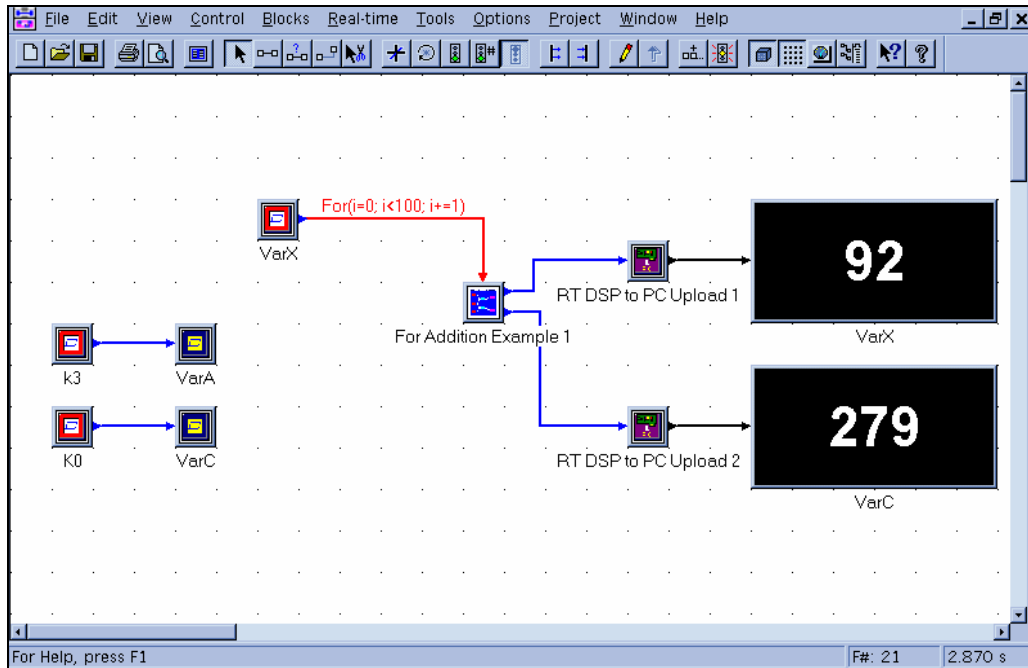 File Edit View Control Blocks Real-time Tools Options Project Window Help
For(i=0; i<100; i+=1)
VarX
92
RT DSP to PC Upload 1
For Addition Example 1
VarX
k3
VarA
279
K0
VarC
RT DSP to PC Upload 2
VarC
For Help, press F1
F#: 21
2.870 s